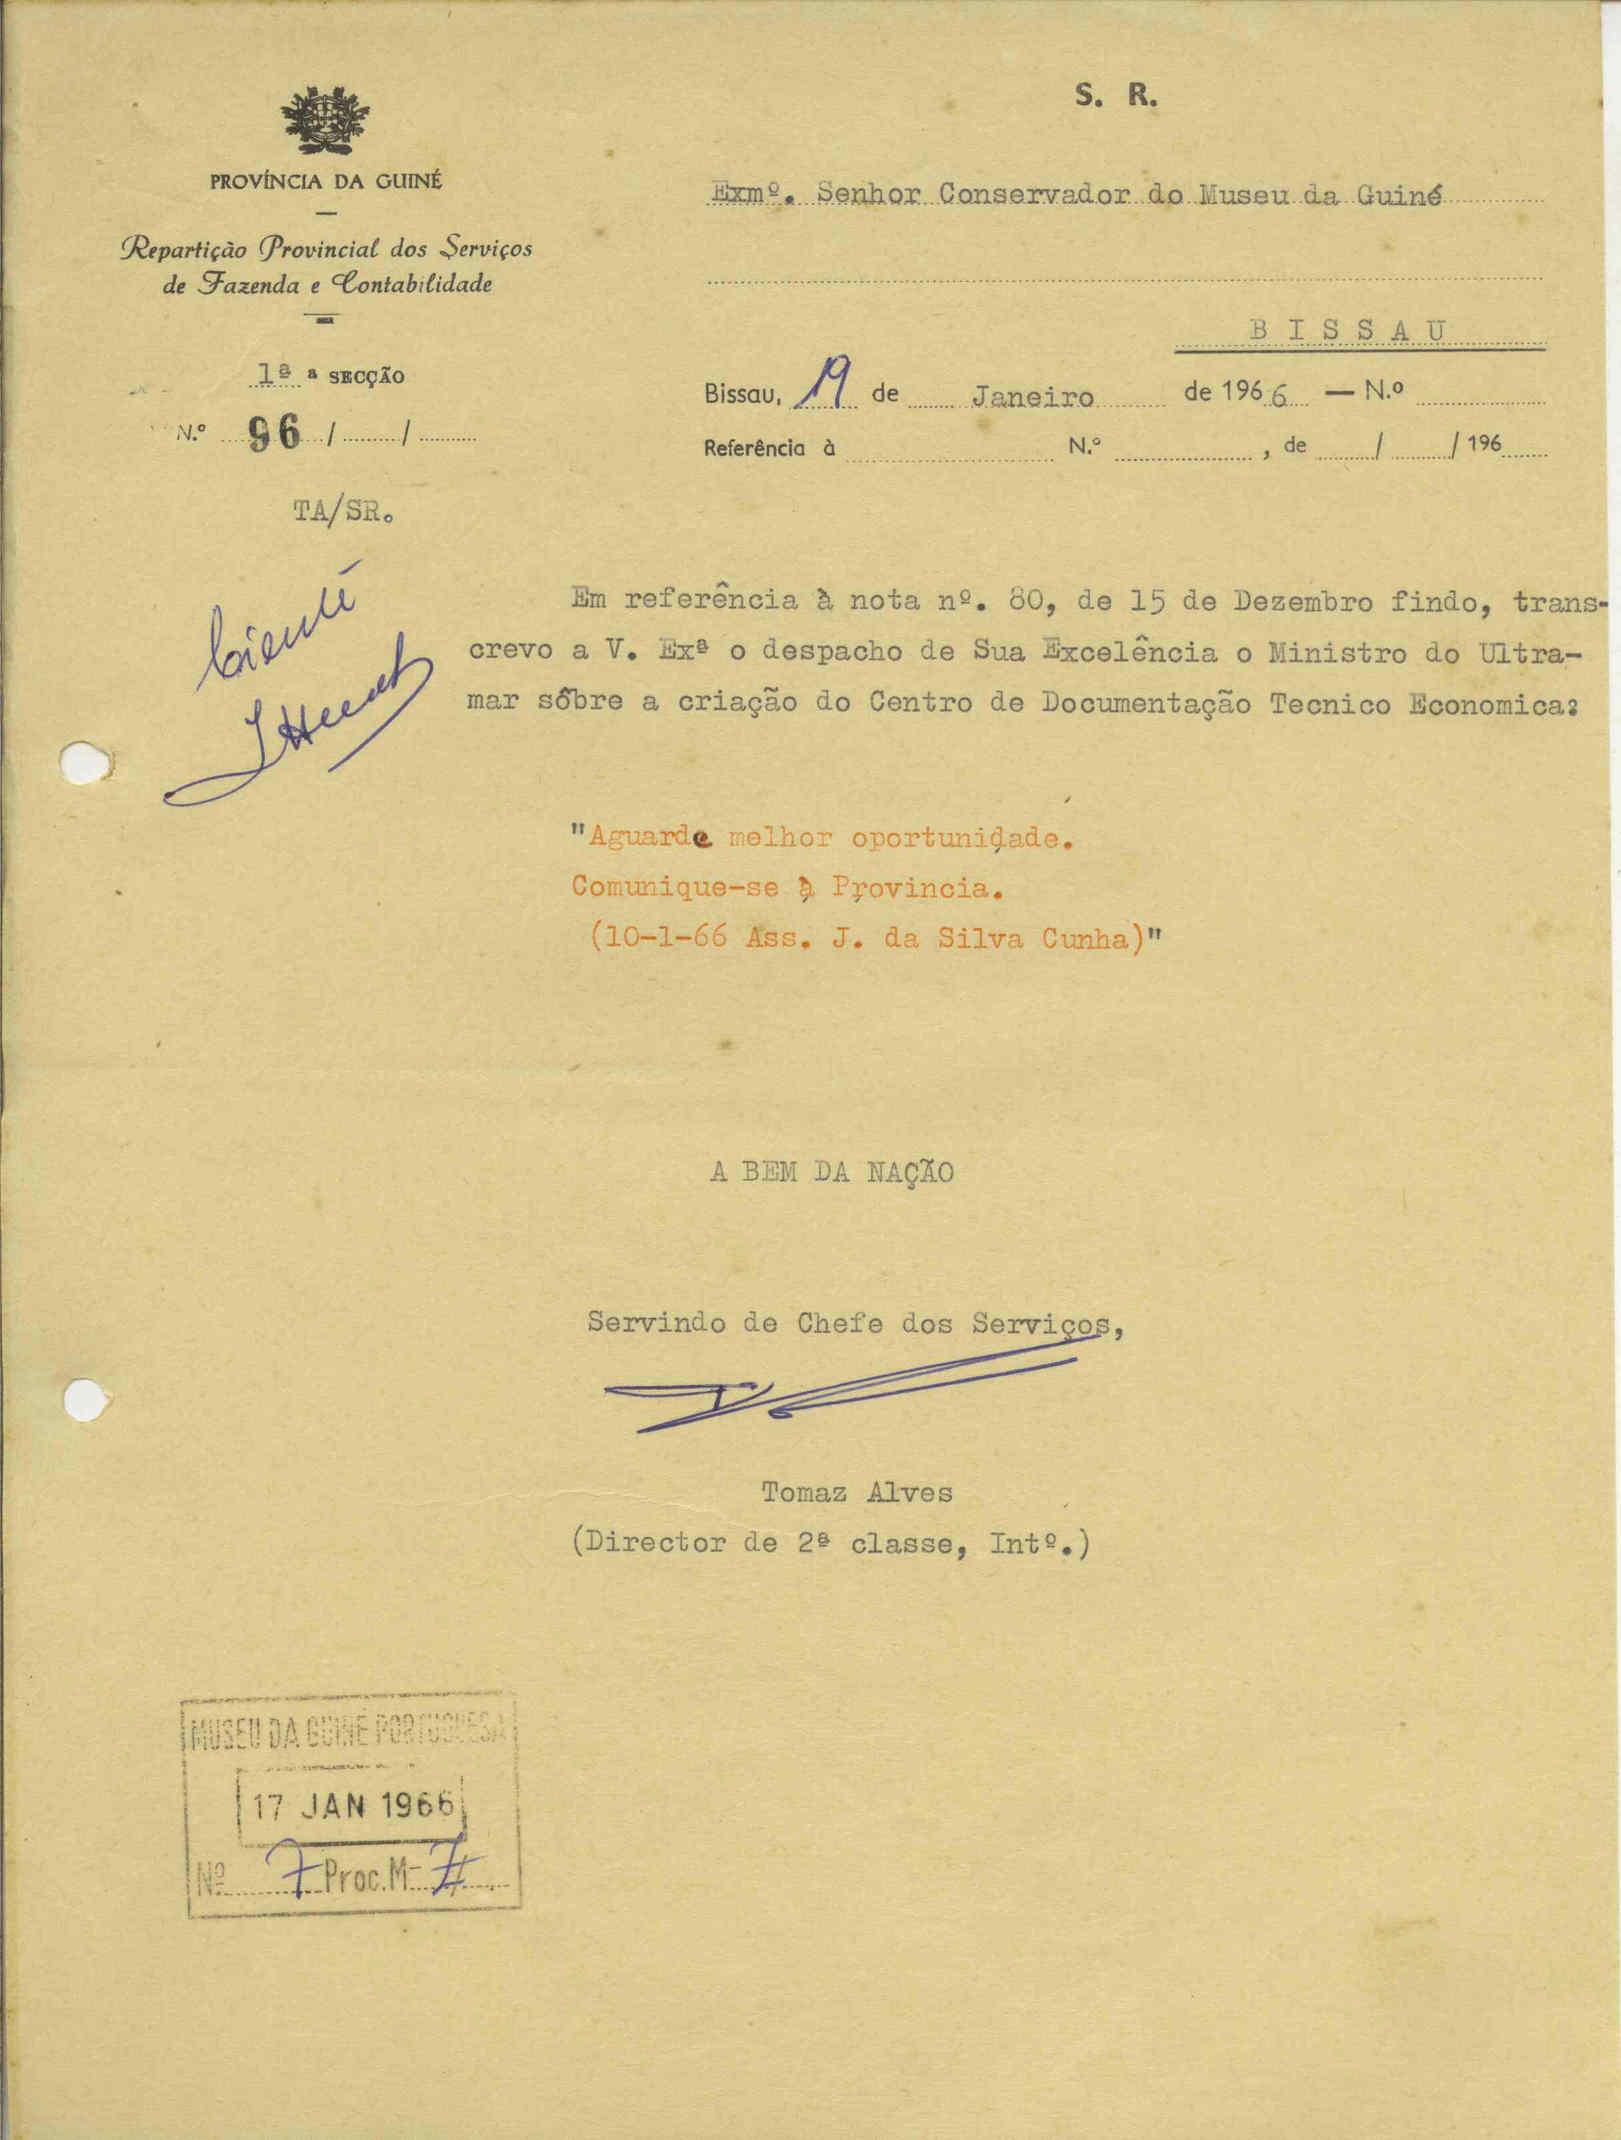 S. R.
PROVÍNCIA DA GUINÉ
Repartição Provincial dos Serviços
de Fazenda e Contabilidade
1ª ª SECÇÃO
N.º 96 / /
TA/SR.
Exmº. Senhor Conservador do Museu da Guiné
B I S S A U
Bissau, 19 de Janeiro de 1966 — N.º
Referência à N.º , de / / 196
Ciente
Em referência à nota nº. 80, de 15 de Dezembro findo, trans-
crevo a V. Exª o despacho de Sua Excelência o Ministro do Ultra-
mar sôbre a criação do Centro de Documentação Tecnico Economica:
"Aguarde melhor oportunidade.
Comunique-se à Provincia.
(10-1-66 Ass. J. da Silva Cunha)"
A BEM DA NAÇÃO
Servindo de Chefe dos Serviços,
Tomaz Alves
(Director de 2ª classe, Intº.)
MUSEU DA GUINÉ PORTUGUESA
17 JAN 1966
Nº 7 Proc. M- 7